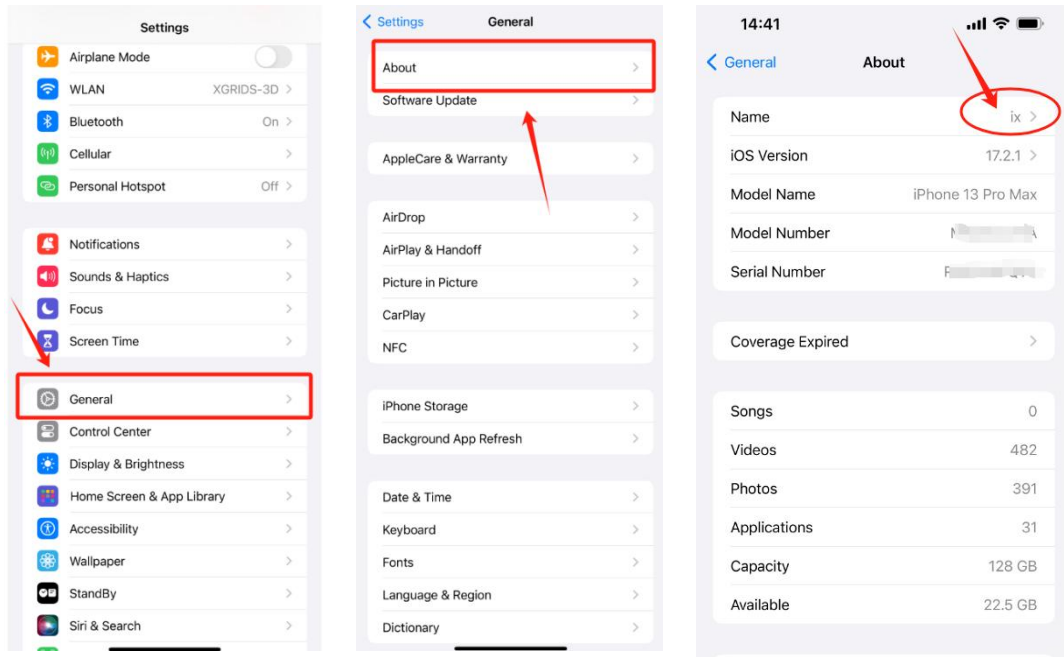 Settings
Airplane Mode
WLAN XGRIDS-3D
Bluetooth On
Cellular
Personal Hotspot Off
Notifications
Sounds & Haptics
Focus
Screen Time
General
Control Center
Display & Brightness
Home Screen & App Library
Accessibility
Wallpaper
StandBy
Siri & Search
Settings General
About
Software Update
AppleCare & Warranty
AirDrop
AirPlay & Handoff
Picture in Picture
CarPlay
NFC
iPhone Storage
Background App Refresh
Date & Time
Keyboard
Fonts
Language & Region
Dictionary
14:41
General About
Name ix
iOS Version 17.2.1
Model Name iPhone 13 Pro Max
Model Number
Serial Number
Coverage Expired
Songs 0
Videos 482
Photos 391
Applications 31
Capacity 128 GB
Available 22.5 GB